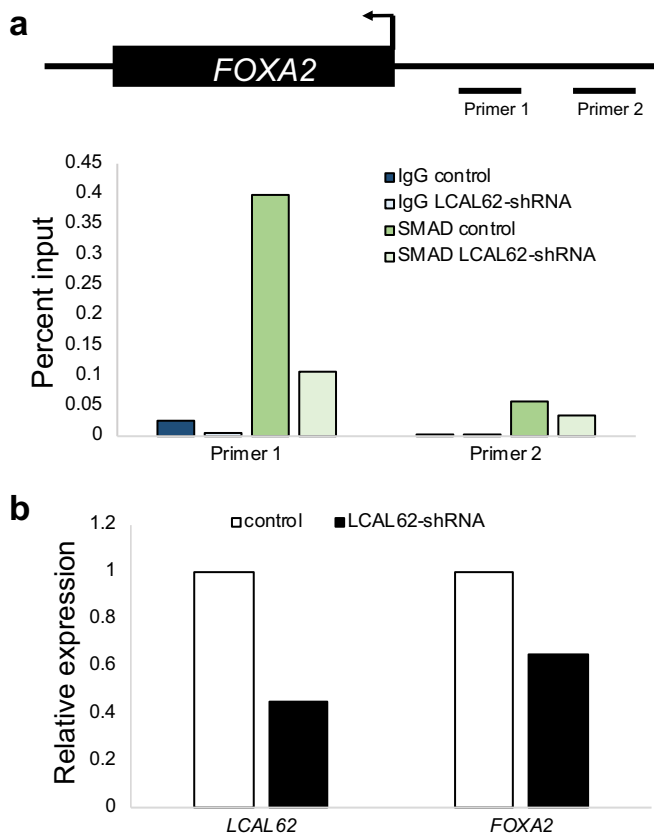 a
FOXA2
Primer 1
Primer 2
0.45
0.4
0.35
0.3
0.25
0.2
0.15
0.1
0.05
0
Percent input
IgG control
IgG LCAL62-shRNA
SMAD control
SMAD LCAL62-shRNA
Primer 1
Primer 2
b
1.2
1
0.8
0.6
0.4
0.2
0
Relative expression
control
LCAL62-shRNA
LCAL62
FOXA2